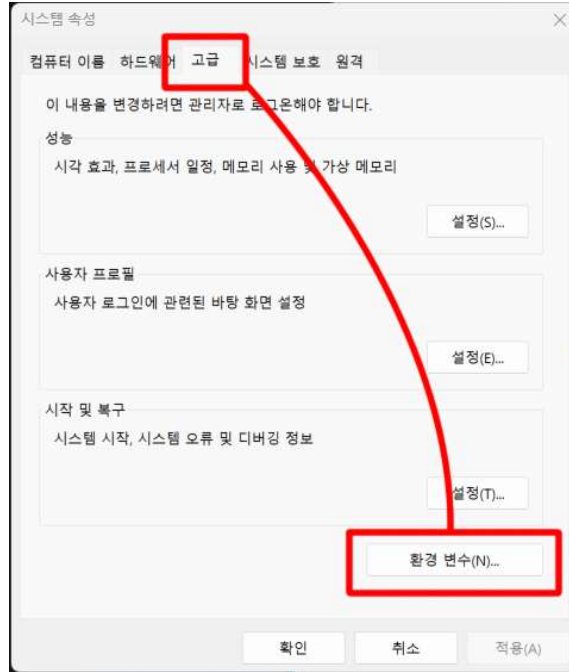 시스템 속성
컴퓨터 이름 하드웨어 고급 시스템 보호 원격
이 내용을 변경하려면 관리자로 로그온해야 합니다.
성능
시각 효과, 프로세서 일정, 메모리 사용 및 가상 메모리
설정(S)...
사용자 프로필
사용자 로그인에 관련된 바탕 화면 설정
설정(E)...
시작 및 복구
시스템 시작, 시스템 오류 및 디버깅 정보
설정(T)...
환경 변수(N)...
확인 취소 적용(A)